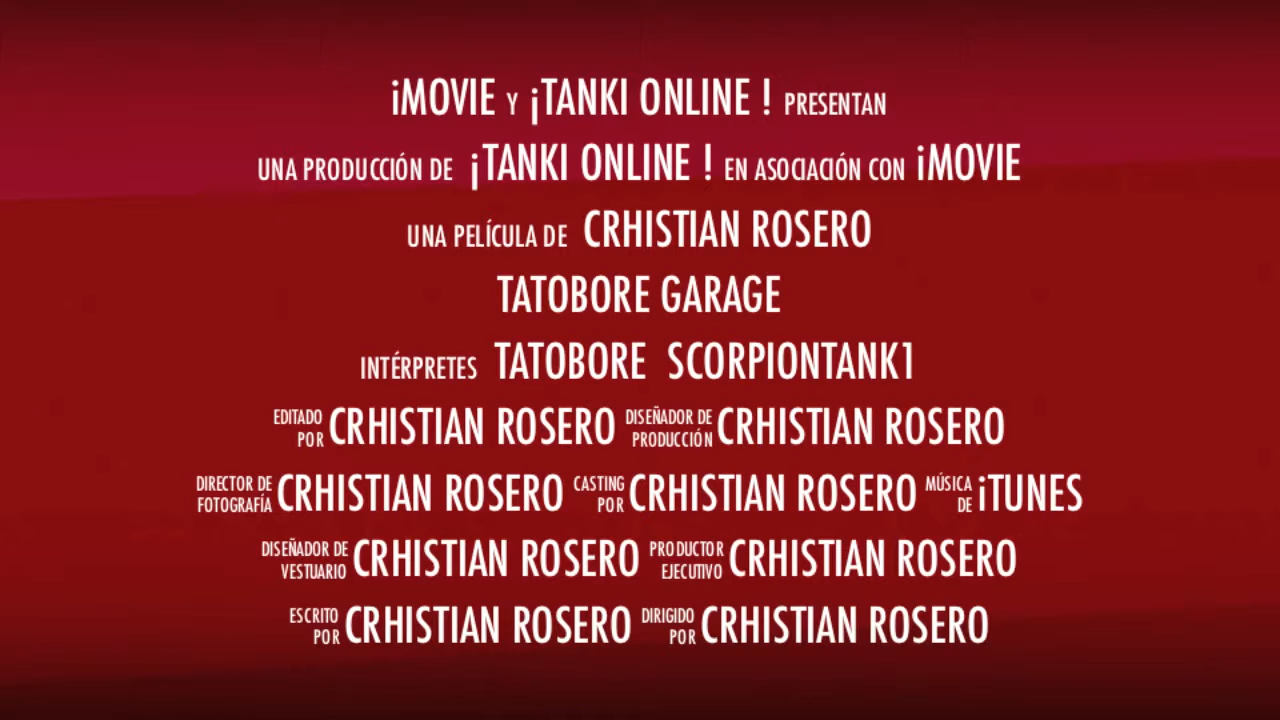 iMOVIE Y ¡TANKI ONLINE ! PRESENTAN
UNA PRODUCCIÓN DE ¡TANKI ONLINE ! EN ASOCIACIÓN CON iMOVIE
UNA PELÍCULA DE CRHISTIAN ROSERO
TATOBORE GARAGE
INTÉRPRETES TATOBORE SCORPIONTANK1
EDITADO POR CRHISTIAN ROSERO DISEÑADOR DE PRODUCCIÓN CRHISTIAN ROSERO
DIRECTOR DE FOTOGRAFÍA CRHISTIAN ROSERO CASTING POR CRHISTIAN ROSERO MÚSICA DE iTUNES
DISEÑADOR DE VESTUARIO CRHISTIAN ROSERO PRODUCTOR EJECUTIVO CRHISTIAN ROSERO
ESCRITO POR CRHISTIAN ROSERO DIRIGIDO POR CRHISTIAN ROSERO